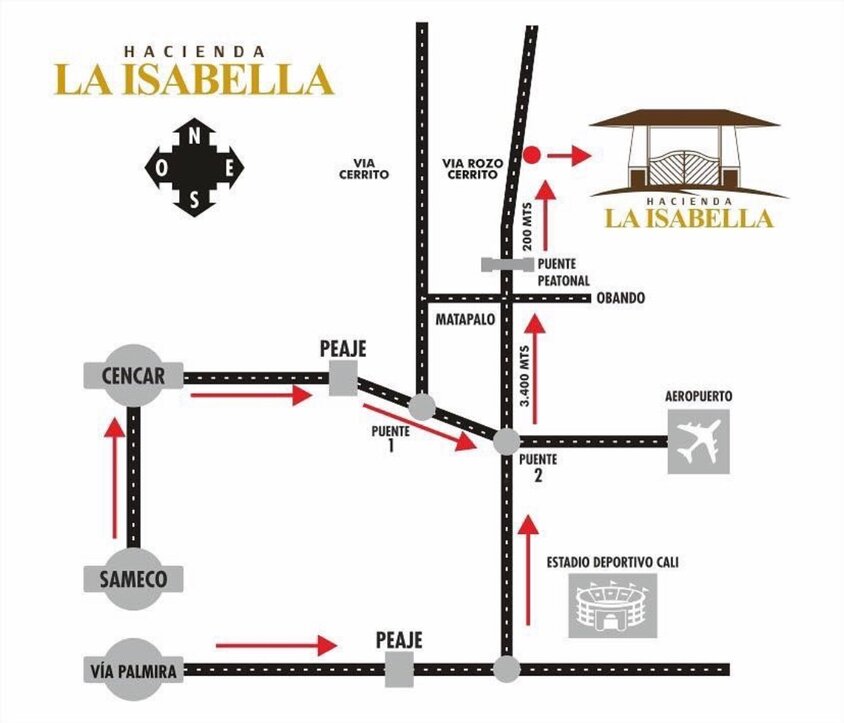 HACIENDA
LA ISABELLA
N
O E
S
VIA
CERRITO
VIA ROZO
CERRITO
HACIENDA
LA ISABELLA
200 MTS
PUENTE
PEATONAL
OBANDO
MATAPALO
PEAJE
CENCAR
3.400 MTS
AEROPUERTO
PUENTE
1
PUENTE
2
ESTADIO DEPORTIVO CALI
SAMECO
PEAJE
VÍA PALMIRA